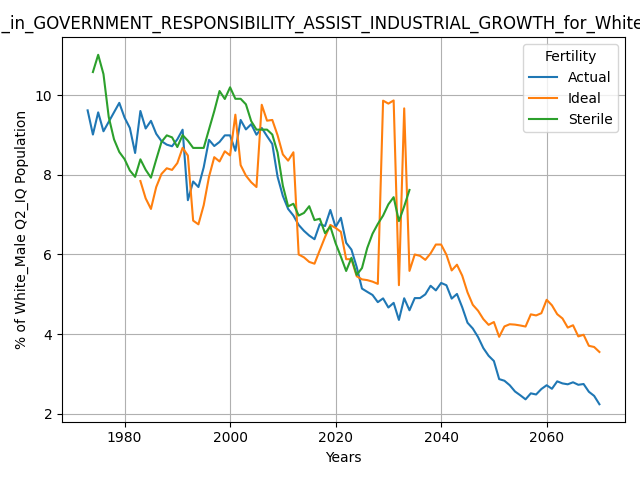 _in_GOVERNMENT_RESPONSIBILITY_ASSIST_INDUSTRIAL_GROWTH_for_White
Fertility
Actual
Ideal
Sterile
% of White_Male Q2_IQ Population
10
8
6
4
2
1980 2000 2020 2040 2060
Years